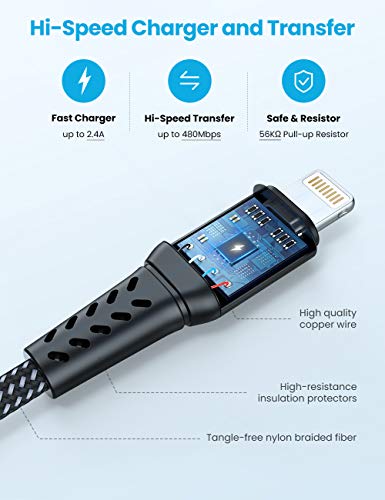 Hi-Speed Charger and Transfer
Fast Charger
up to 2.4A
Hi-Speed Transfer
up to 480Mbps
Safe & Resistor
56KΩ Pull-up Resistor
High quality
copper wire
High-resistance
insulation protectors
Tangle-free nylon braided fiber